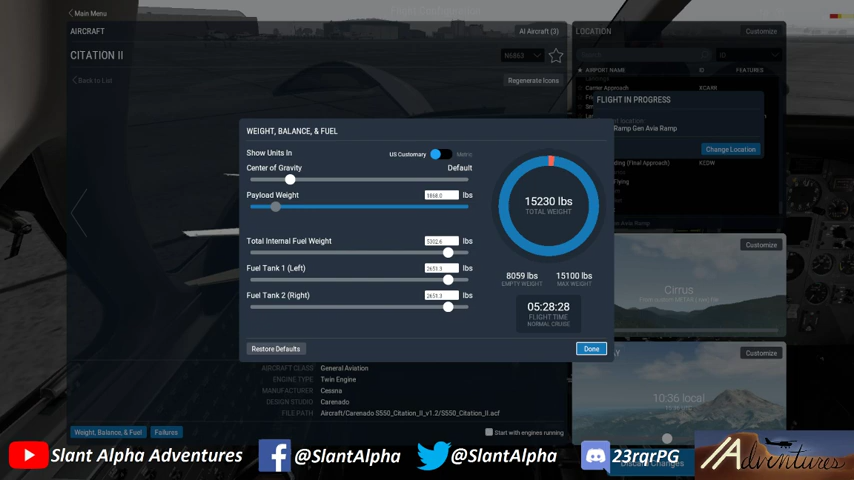 Main Menu
AIRCRAFT
AI Aircraft (3)
LOCATION
Customize
CITATION II
Back to List
Regenerate Icons
AIRPORT NAME
ID
FEATURES
Carrier Approach
KCARR
FLIGHT IN PROGRESS
Ramp Gen Avia Ramp
Change Location
KCDW
WEIGHT, BALANCE, & FUEL
Show Units In
US Customary
Metric
Center of Gravity
Default
Payload Weight
1868.0
lbs
Total Internal Fuel Weight
5302.6
lbs
Fuel Tank 1 (Left)
2651.3
lbs
Fuel Tank 2 (Right)
2651.3
lbs
15230 lbs
TOTAL WEIGHT
8059 lbs
EMPTY WEIGHT
15100 lbs
MAX WEIGHT
05:28:28
FLIGHT TIME
NORMAL CRUISE
Restore Defaults
Done
Customize
Cirrus
Customize
10:36 local
AIRCRAFT CLASS
General Aviation
ENGINE TYPE
Twin Engine
MANUFACTURER
Cessna
DESIGN STUDIO
Carenado
FILE PATH
Aircraft/Carenado S550_Citation_II_v1.2/S550_Citation_II.acf
Weight, Balance, & Fuel
Failures
Start with engines running
Slant Alpha Adventures
@SlantAlpha
@SlantAlpha
23rqrPG
Adventures